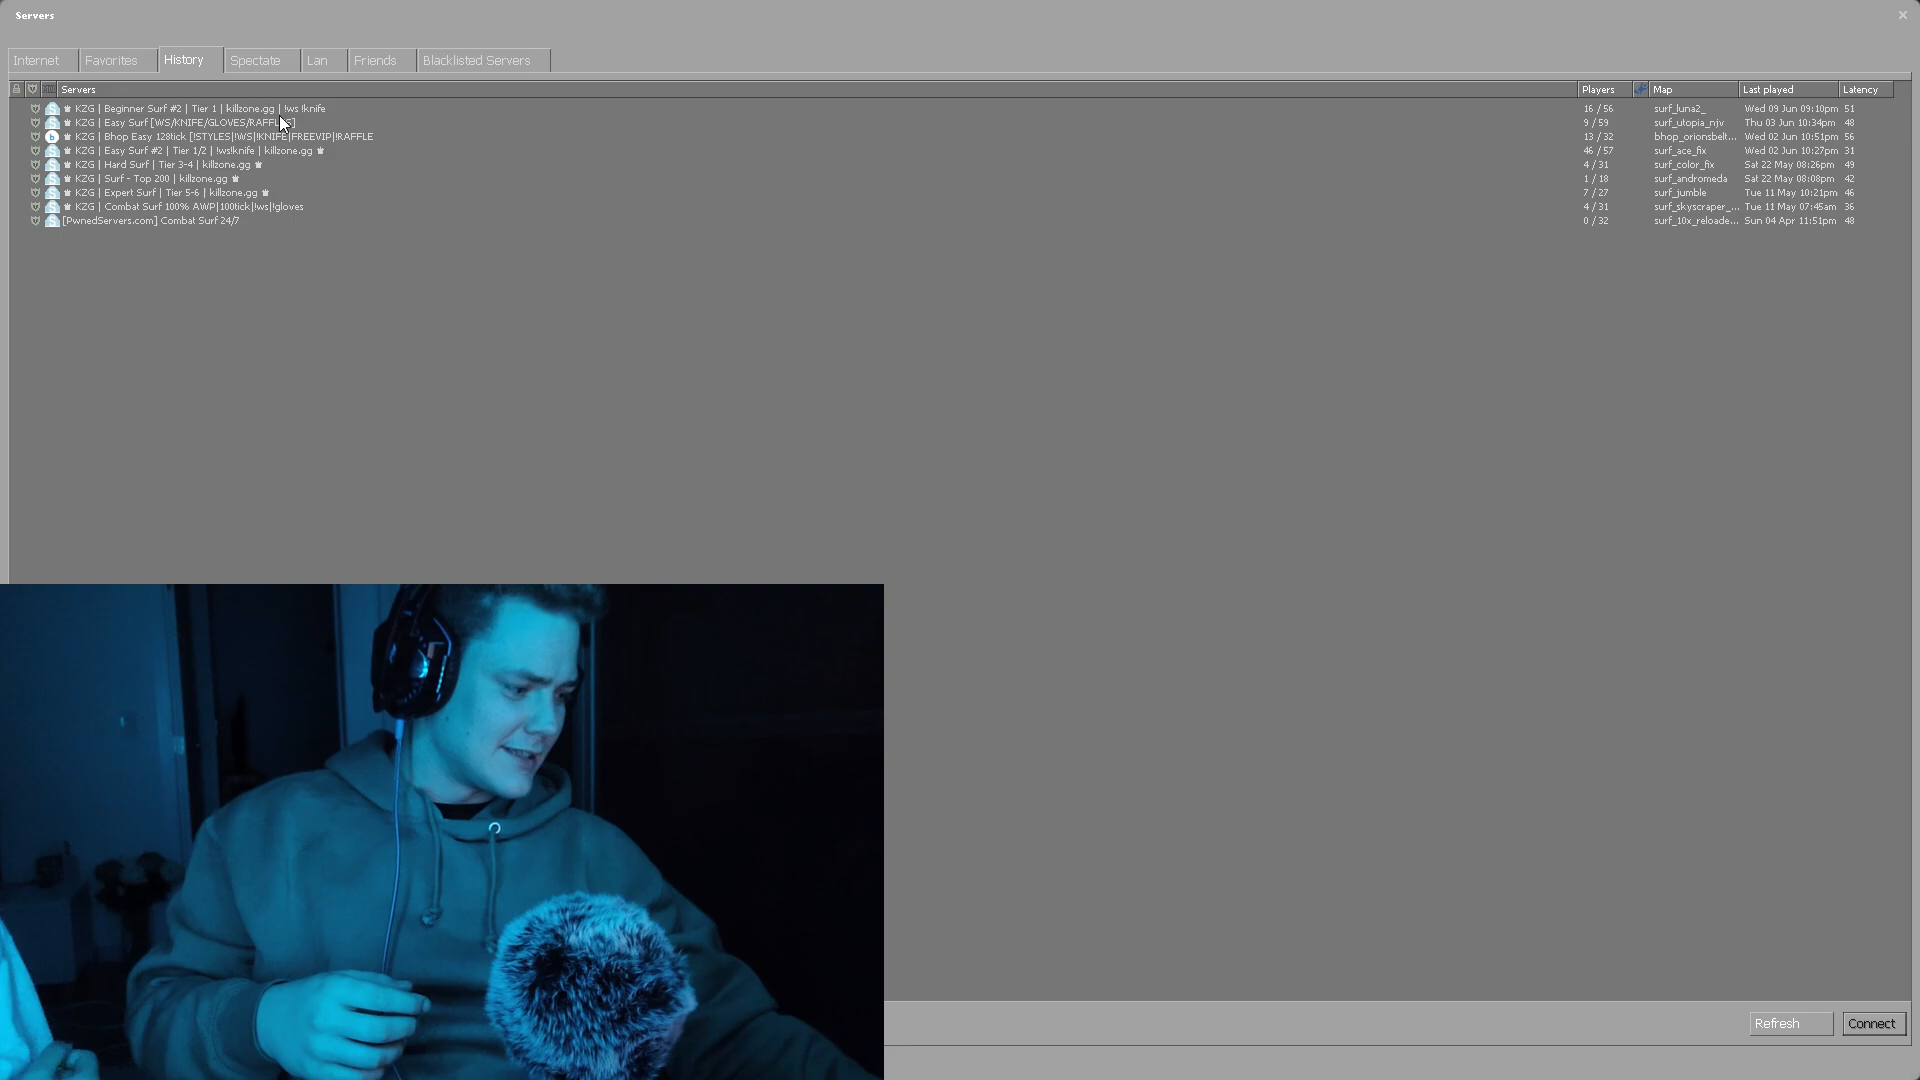 Servers
Internet Favorites History Spectate Lan Friends Blacklisted Servers
Servers Players Map Last played Latency
KZG | Beginner Surf #2 | Tier 1 | killzone.gg | !ws !knife 16 / 56 surf_luna2_ Wed 09 Jun 09:10pm 51
KZG | Easy Surf [WS/KNIFE/GLOVES/RAFFLES] 9 / 59 surf_utopia_njv Thu 03 Jun 10:34pm 48
KZG | Bhop Easy 128tick [!STYLES|!WS|!KNIFE|FREEVIP|!RAFFLE 13 / 32 bhop_orionsbelt... Wed 02 Jun 10:51pm 56
KZG | Easy Surf #2 | Tier 1/2 | !ws!knife | killzone.gg 46 / 57 surf_ace_fix Wed 02 Jun 10:27pm 31
KZG | Hard Surf | Tier 3-4 | killzone.gg 4 / 31 surf_color_fix Sat 22 May 08:26pm 49
KZG | Surf - Top 200 | killzone.gg 1 / 18 surf_andromeda Sat 22 May 08:08pm 42
KZG | Expert Surf | Tier 5-6 | killzone.gg 7 / 27 surf_jumble Tue 11 May 10:21pm 46
KZG | Combat Surf 100% AWP|100tick|!ws|!gloves 4 / 31 surf_skyscraper_... Tue 11 May 07:45am 36
[PwnedServers.com] Combat Surf 24/7 0 / 32 surf_10x_reloade... Sun 04 Apr 11:51pm 48
Refresh Connect